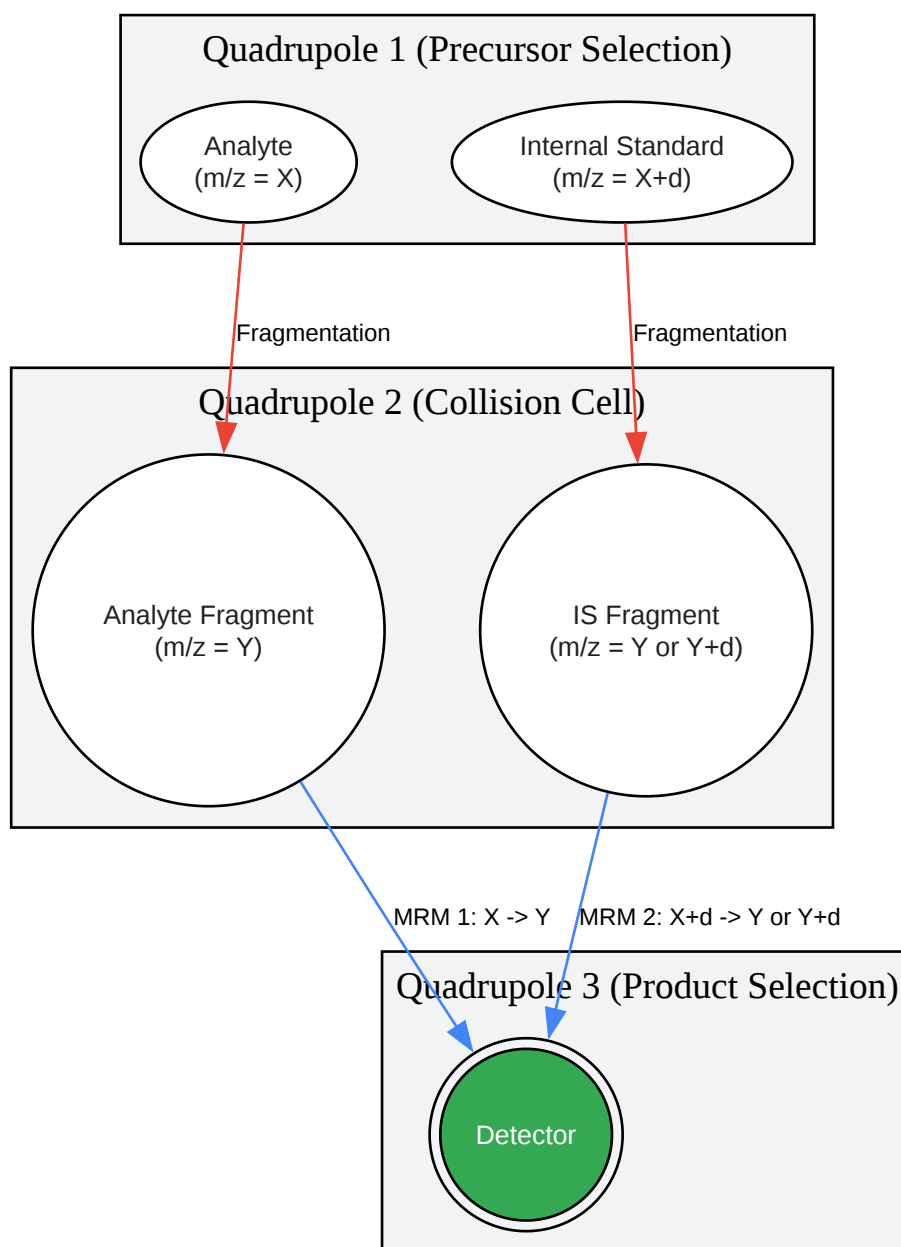 Quadrupole 1 (Precursor Selection)
Analyte
(m/z = X)
Internal Standard
(m/z = X+d)
Fragmentation
Fragmentation
Quadrupole 2 (Collision Cell)
Analyte Fragment
(m/z = Y)
IS Fragment
(m/z = Y or Y+d)
MRM 1: X -> Y
MRM 2: X+d -> Y or Y+d
Quadrupole 3 (Product Selection)
Detector